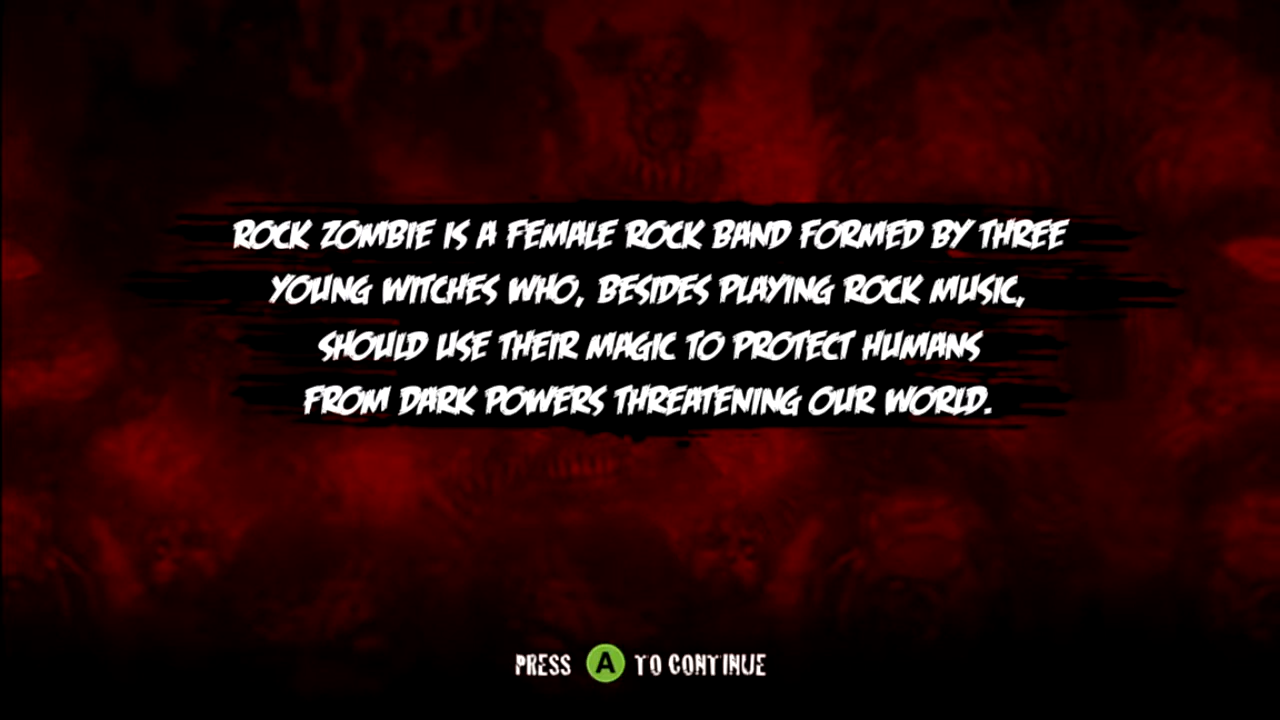 ROCK ZOMBIE IS A FEMALE ROCK BAND FORMED BY THREE
YOUNG WITCHES WHO, BESIDES PLAYING ROCK MUSIC,
SHOULD USE THEIR MAGIC TO PROTECT HUMANS
FROM DARK POWERS THREATENING OUR WORLD.
PRESS A TO CONTINUE